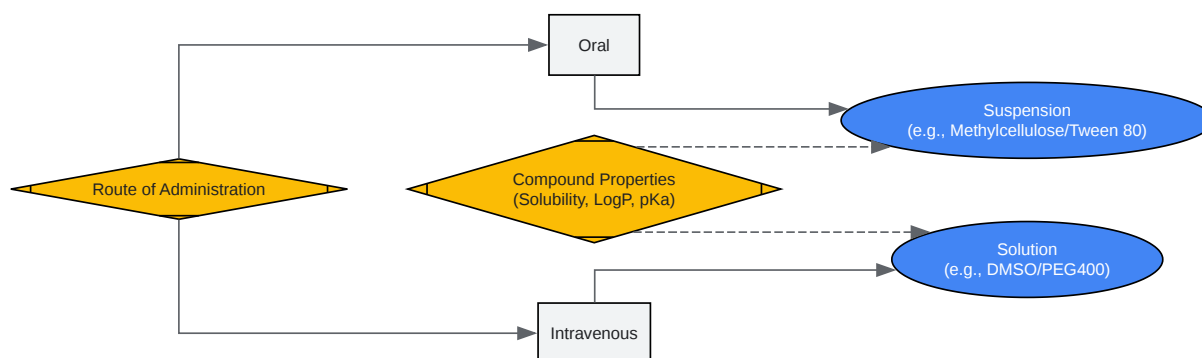 Oral
Suspension
(e.g., Methylcellulose/Tween 80)
Route of Administration
Compound Properties
(Solubility, LogP, pKa)
Solution
(e.g., DMSO/PEG400)
Intravenous